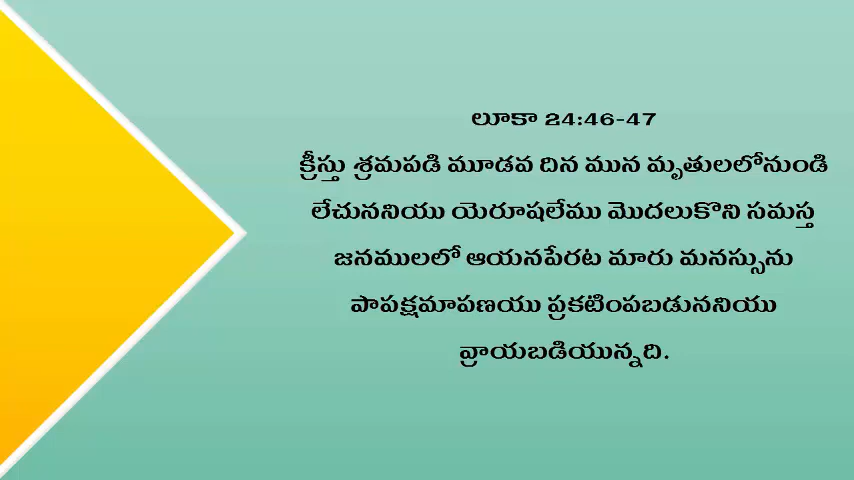 లూకా 24:46-47
క్రీస్తు శ్రమపడి మూడవ దిన మున మృతులలోనుండి
లేచుననియు యెరూషలేము మొదలుకొని సమస్త
జనములలో ఆయనపేరట మారు మనస్సును
పాపక్షమాపణయు ప్రకటింపబడుననియు
వ్రాయబడియున్నది.